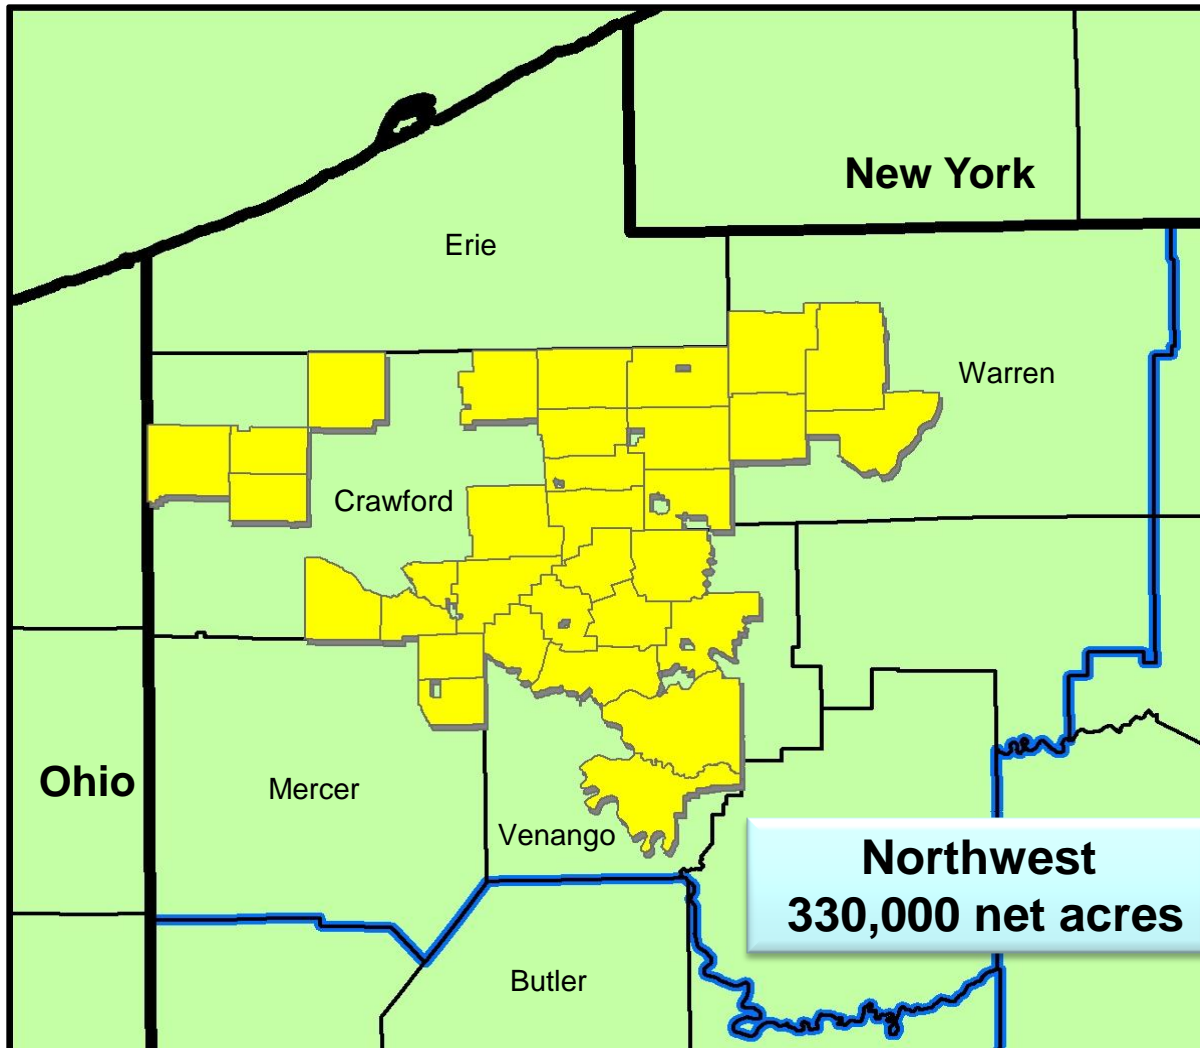 New York
Erie
Warren
Crawford
Ohio
Mercer
Venango
Northwest
330,000 net acres
Butler